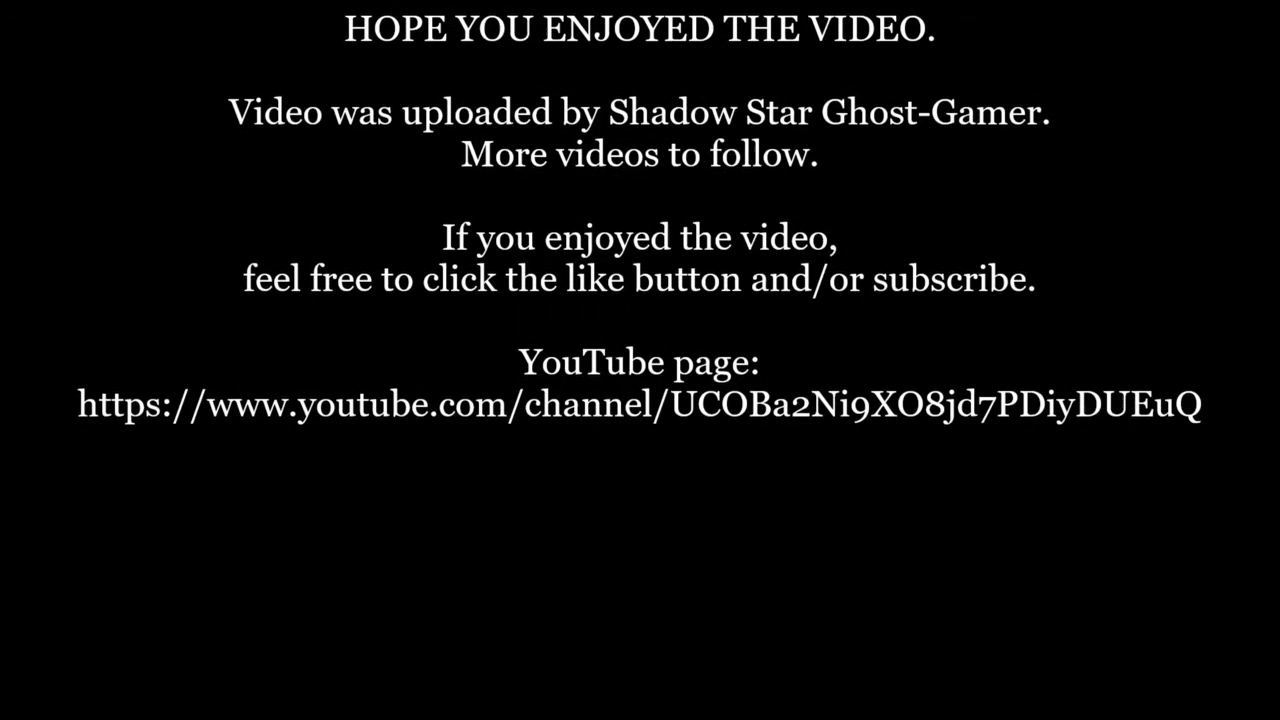 HOPE YOU ENJOYED THE VIDEO.
Video was uploaded by Shadow Star Ghost-Gamer.
More videos to follow.
If you enjoyed the video,
feel free to click the like button and/or subscribe.
YouTube page:
https://www.youtube.com/channel/UCOBa2Ni9XO8jd7PDiyDUEuQ